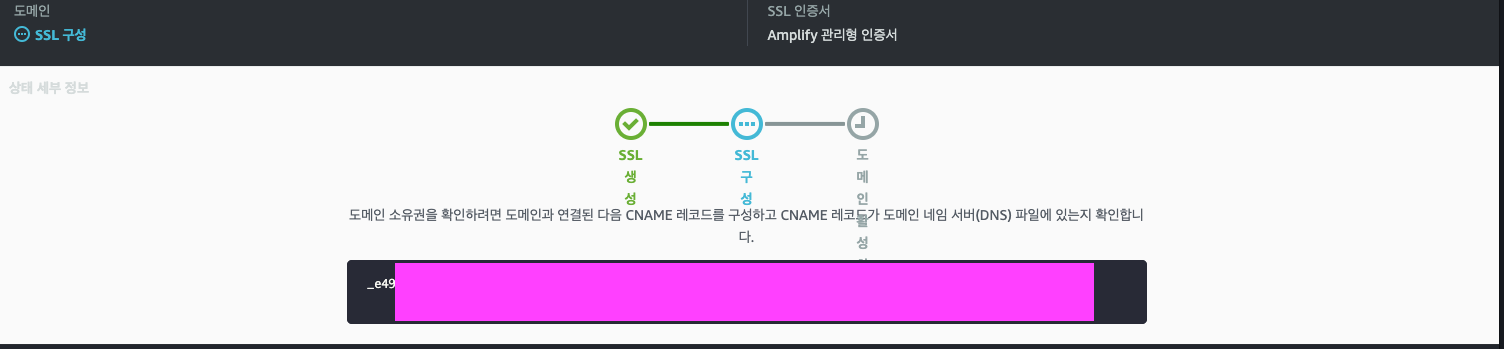 도메인
SSL 인증서
SSL 구성
Amplify 관리형 인증서
상태 세부 정보
SSL
생
성
SSL
구
성
도
메
인
활
성
도메인 소유권을 확인하려면 도메인과 연결된 다음 CNAME 레코드를 구성하고 CNAME 레코드가 도메인 네임 서버(DNS) 파일에 있는지 확인합니
다.
_e49